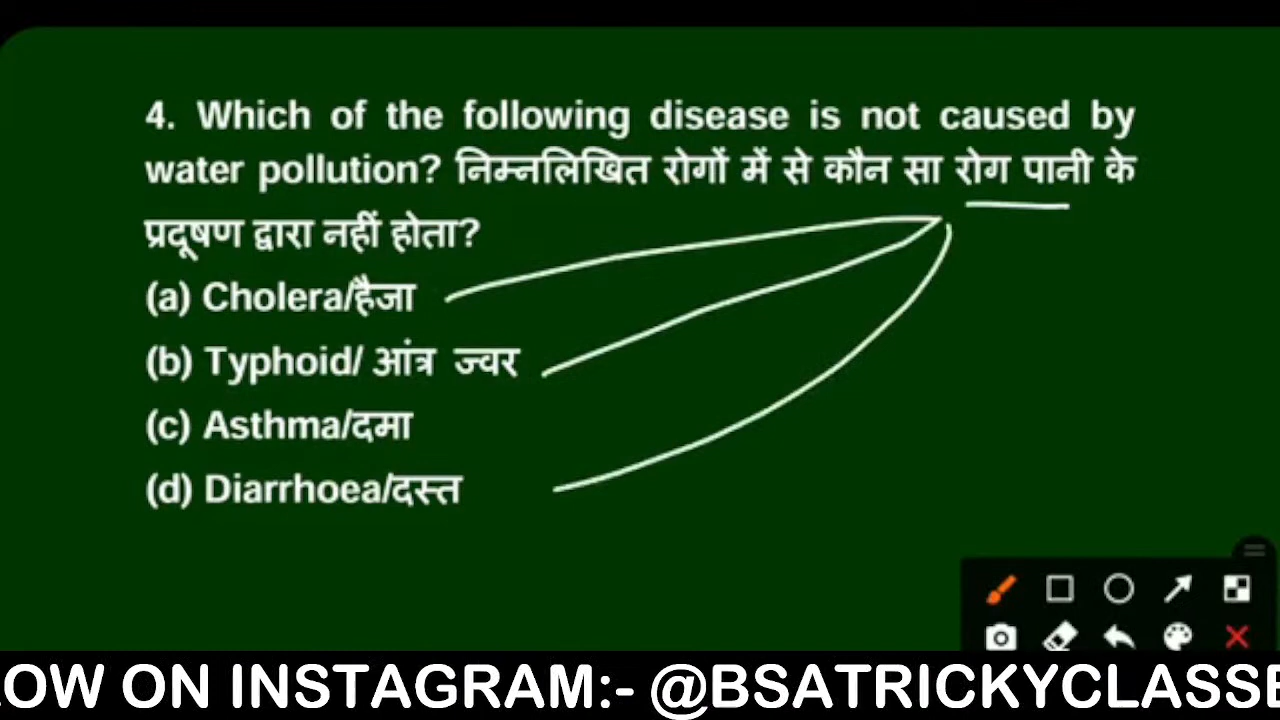 4. Which of the following disease is not caused by
water pollution? निम्नलिखित रोगों में से कौन सा रोग पानी के
प्रदूषण द्वारा नहीं होता?
(a) Cholera/हैजा
(b) Typhoid/ आंत्र ज्वर
(c) Asthma/दमा
(d) Diarrhoea/दस्त
LOW ON INSTAGRAM:- @BSATRICKYCLASSE